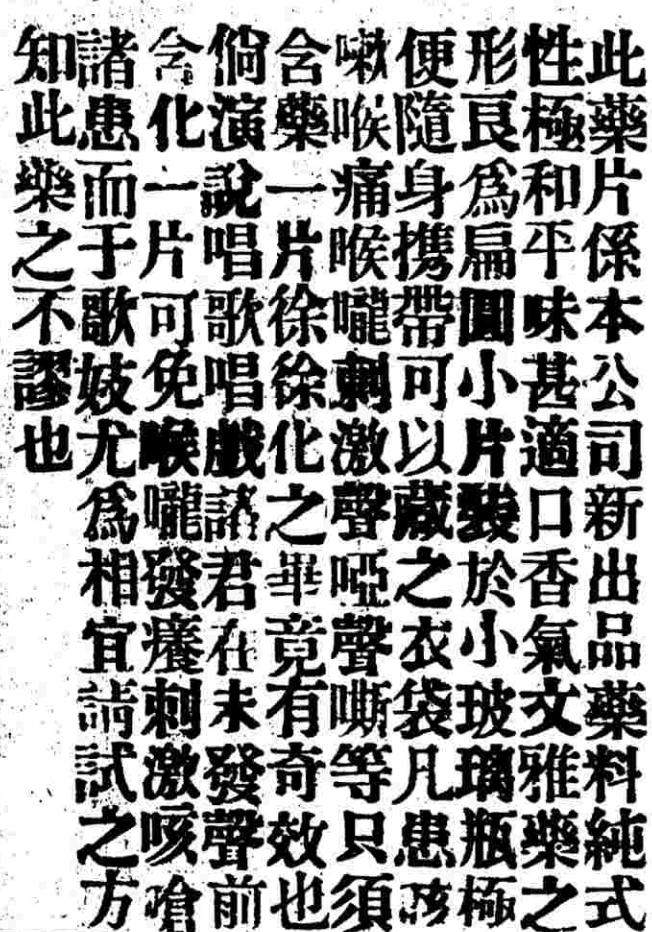 此藥片係本公司新出品藥料純式
性極和平味甚適口香氣文雅藥之
形良爲扁圓小片裝於小玻璃瓶極
便隨身携帶可以藏之衣袋凡患咳
嗽喉痛喉嚨刺激聲啞聲嘶等只須
含藥一片徐徐化之畢竟有奇效也
倘演說唱歌唱戲諸君在未發聲前
含化一片可免喉嚨發癢刺激咳嗆
諸患而于歌妓尤爲相宜請試之方
知此藥之不謬也